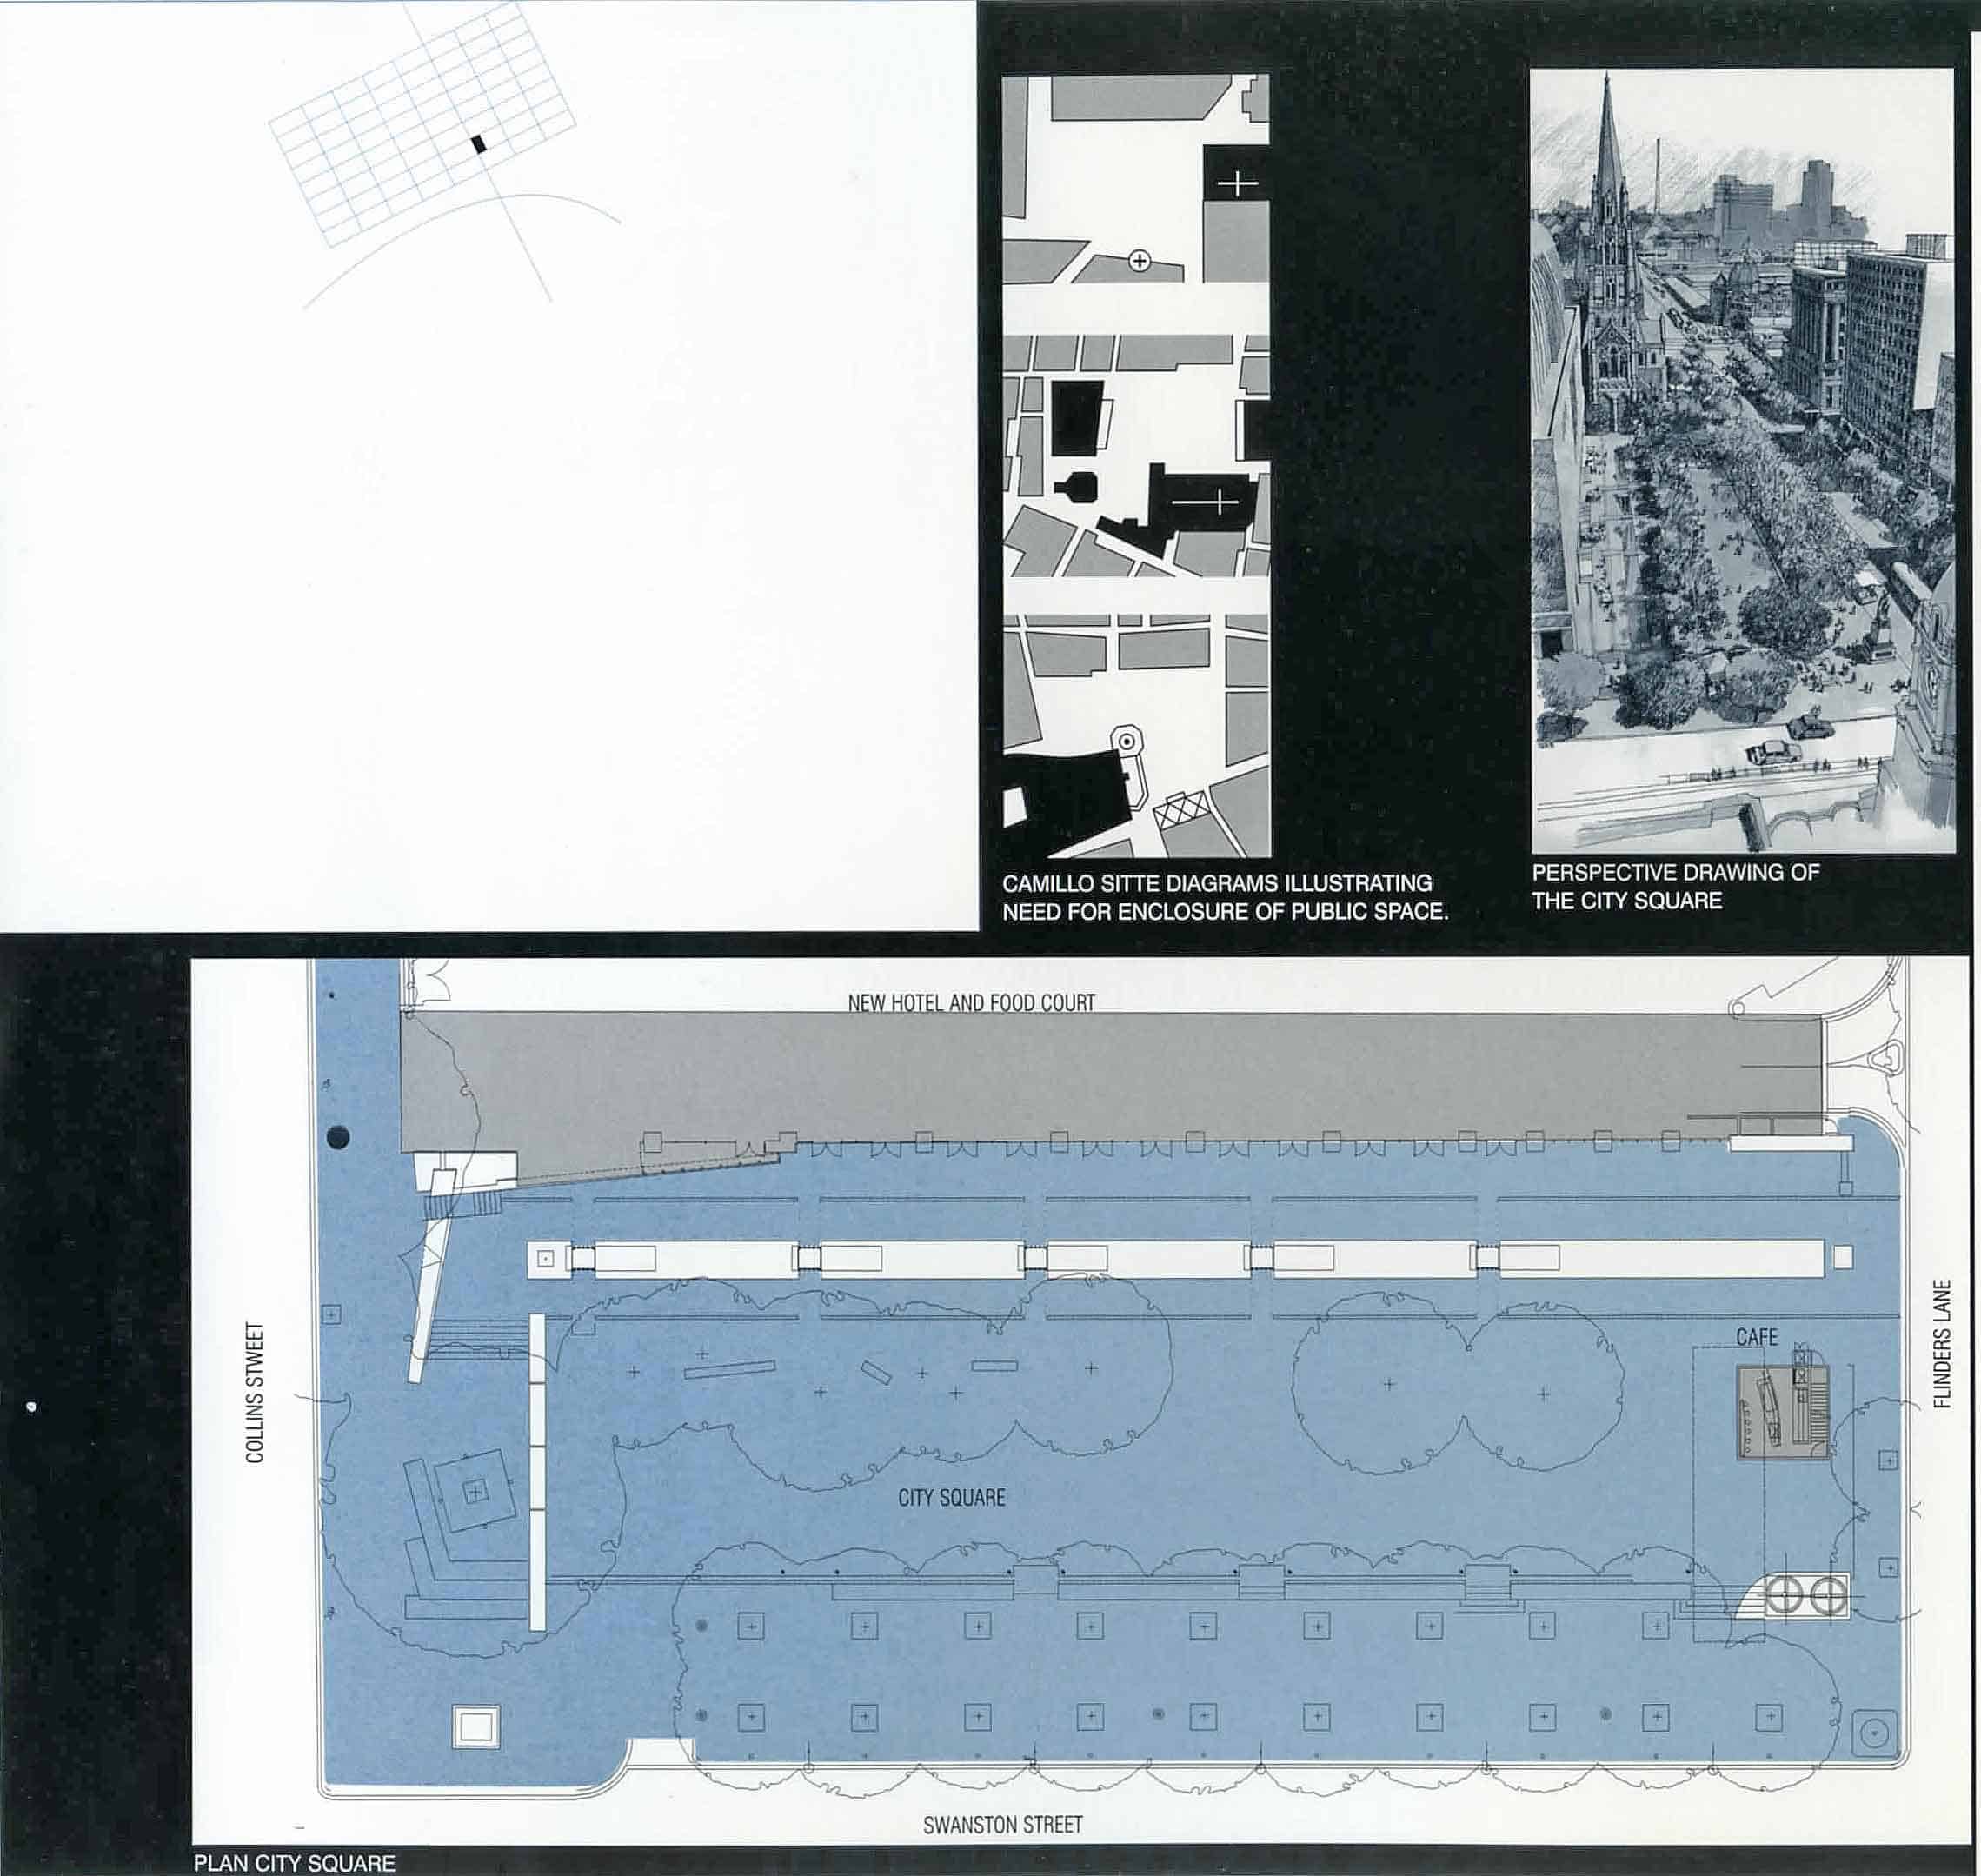 CAMILLO SITTE DIAGRAMS ILLUSTRATING
NEED FOR ENCLOSURE OF PUBLIC SPACE.
PERSPECTIVE DRAWING OF
THE CITY SQUARE
NEW HOTEL AND FOOD COURT
COLLINS STWEET
FLINDERS LANE
CAFE
CITY SQUARE
SWANSTON STREET
PLAN CITY SQUARE